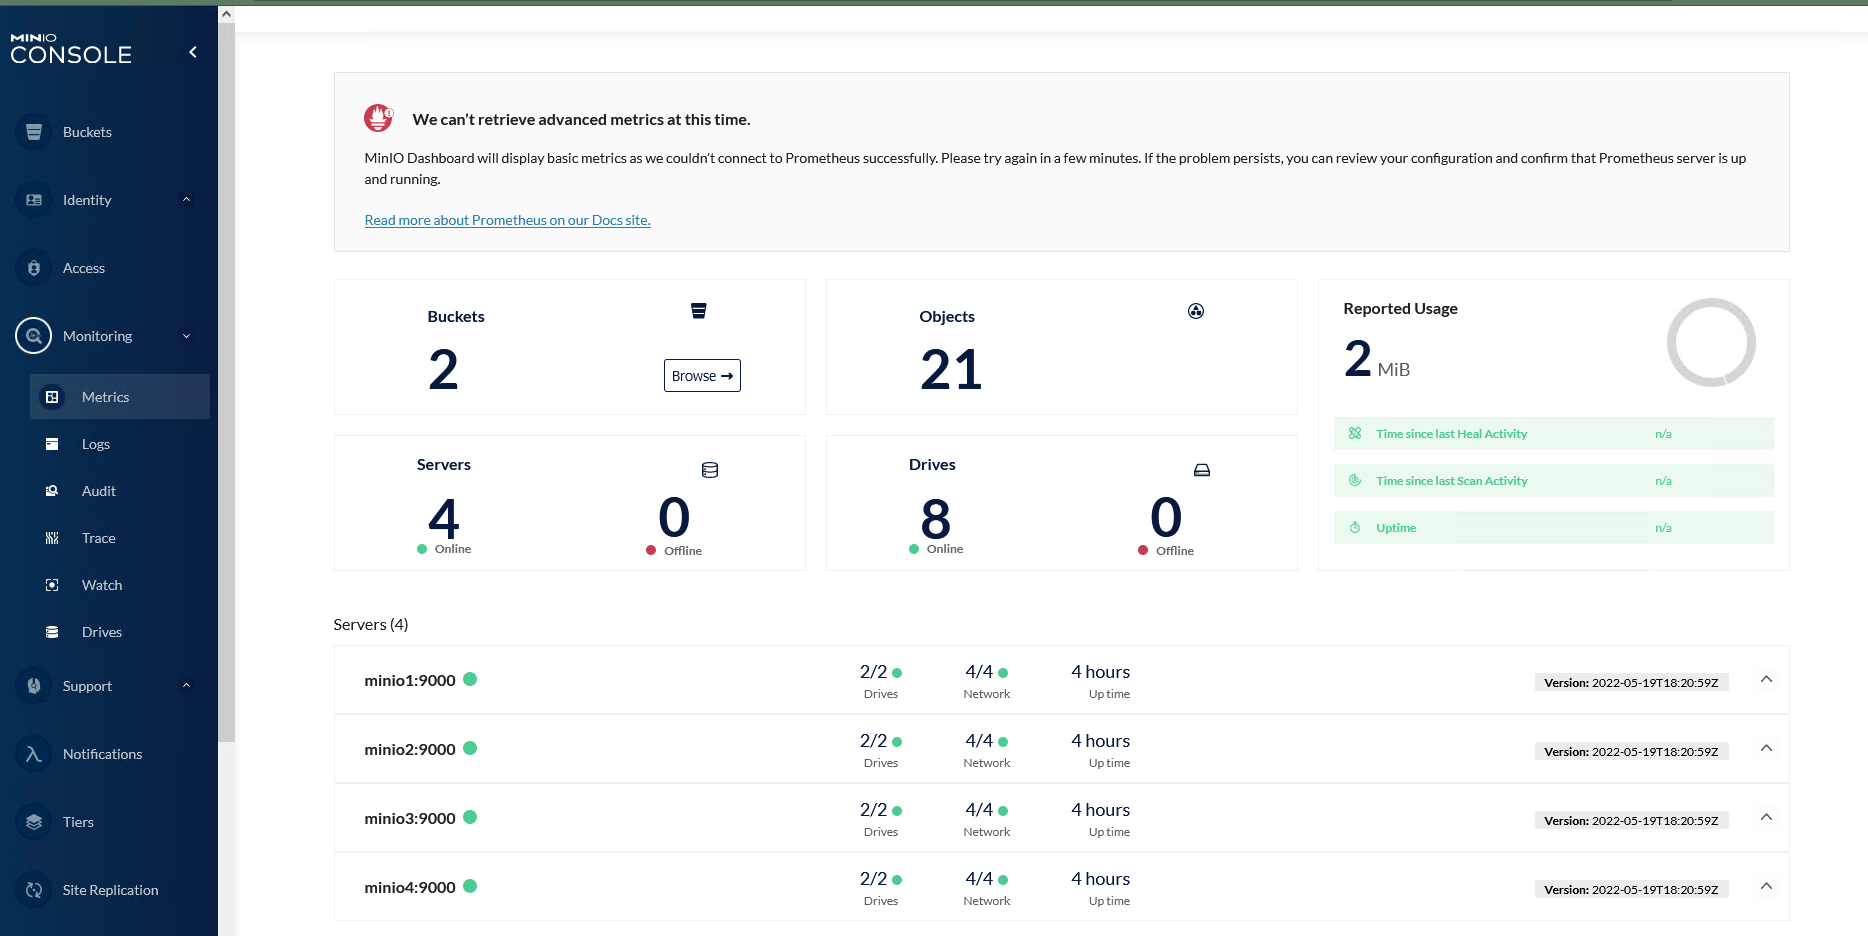 MINIO
CONSOLE
Buckets
Identity
Access
Monitoring
Metrics
Logs
Audit
Trace
Watch
Drives
Support
Notifications
Tiers
Site Replication
We can't retrieve advanced metrics at this time.
MinIO Dashboard will display basic metrics as we couldn't connect to Prometheus successfully. Please try again in a few minutes. If the problem persists, you can review your configuration and confirm that Prometheus server is up
and running.
Read more about Prometheus on our Docs site.
Buckets
2
Browse →
Objects
21
Reported Usage
2 MiB
Time since last Heal Activity n/a
Time since last Scan Activity n/a
Uptime n/a
Servers
4 0
Online Offline
Drives
8 0
Online Offline
Servers (4)
minio1:9000 2/2 4/4 4 hours Version: 2022-05-19T18:20:59Z
Drives Network Up time
minio2:9000 2/2 4/4 4 hours Version: 2022-05-19T18:20:59Z
Drives Network Up time
minio3:9000 2/2 4/4 4 hours Version: 2022-05-19T18:20:59Z
Drives Network Up time
minio4:9000 2/2 4/4 4 hours Version: 2022-05-19T18:20:59Z
Drives Network Up time